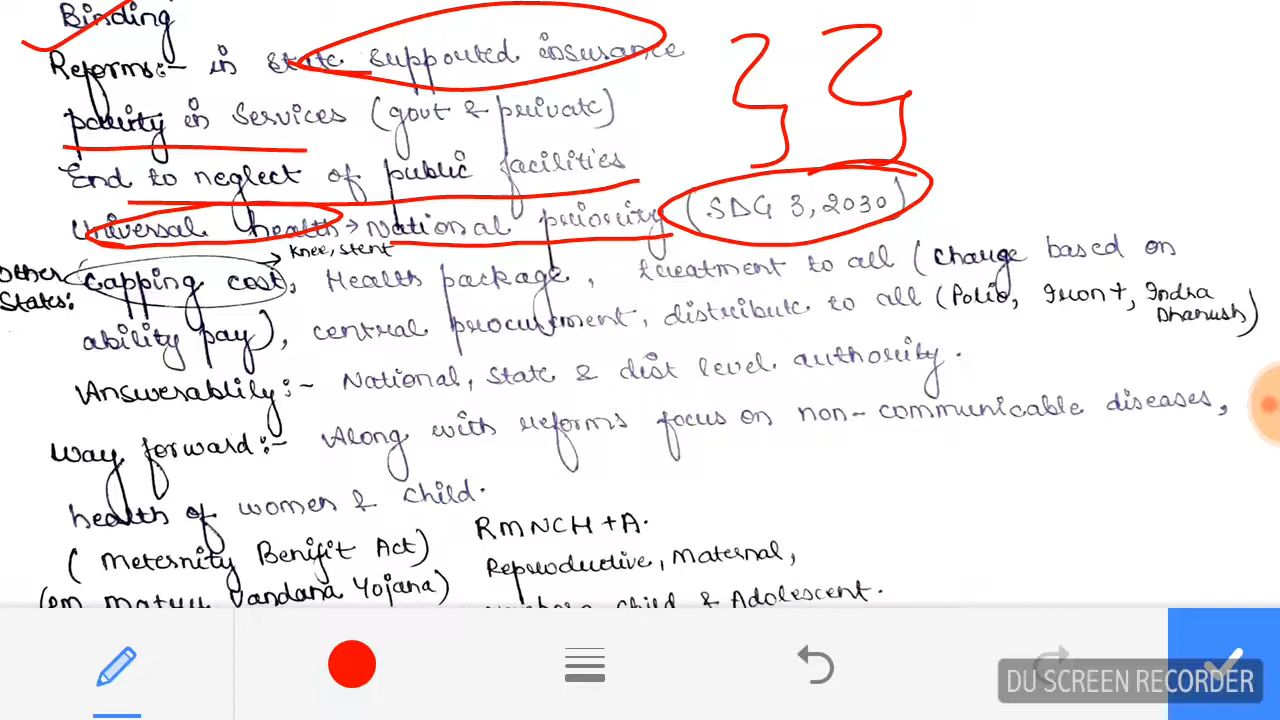 Binding
Reforms:- in state supported insurance
parity in services (govt & private)
End to neglect of public facilities
Universal health → National priority (SDG 3, 2030)
knee, stent
Other States: Capping cost, Health package, treatment to all (change based on
ability pay), central procurement, distribute to all (Polio, Iron+, Indra Dhanush)
Answerablily:- National, state & dist level authority.
Way forward:- Along with reforms focus on non-communicable diseases,
health of women & child.
(Meternity Benifit Act) RMNCH+A.
Reproductive, Maternal,
(PM Matru Vandana Yojana)
child & Adolescent.
DU SCREEN RECORDER